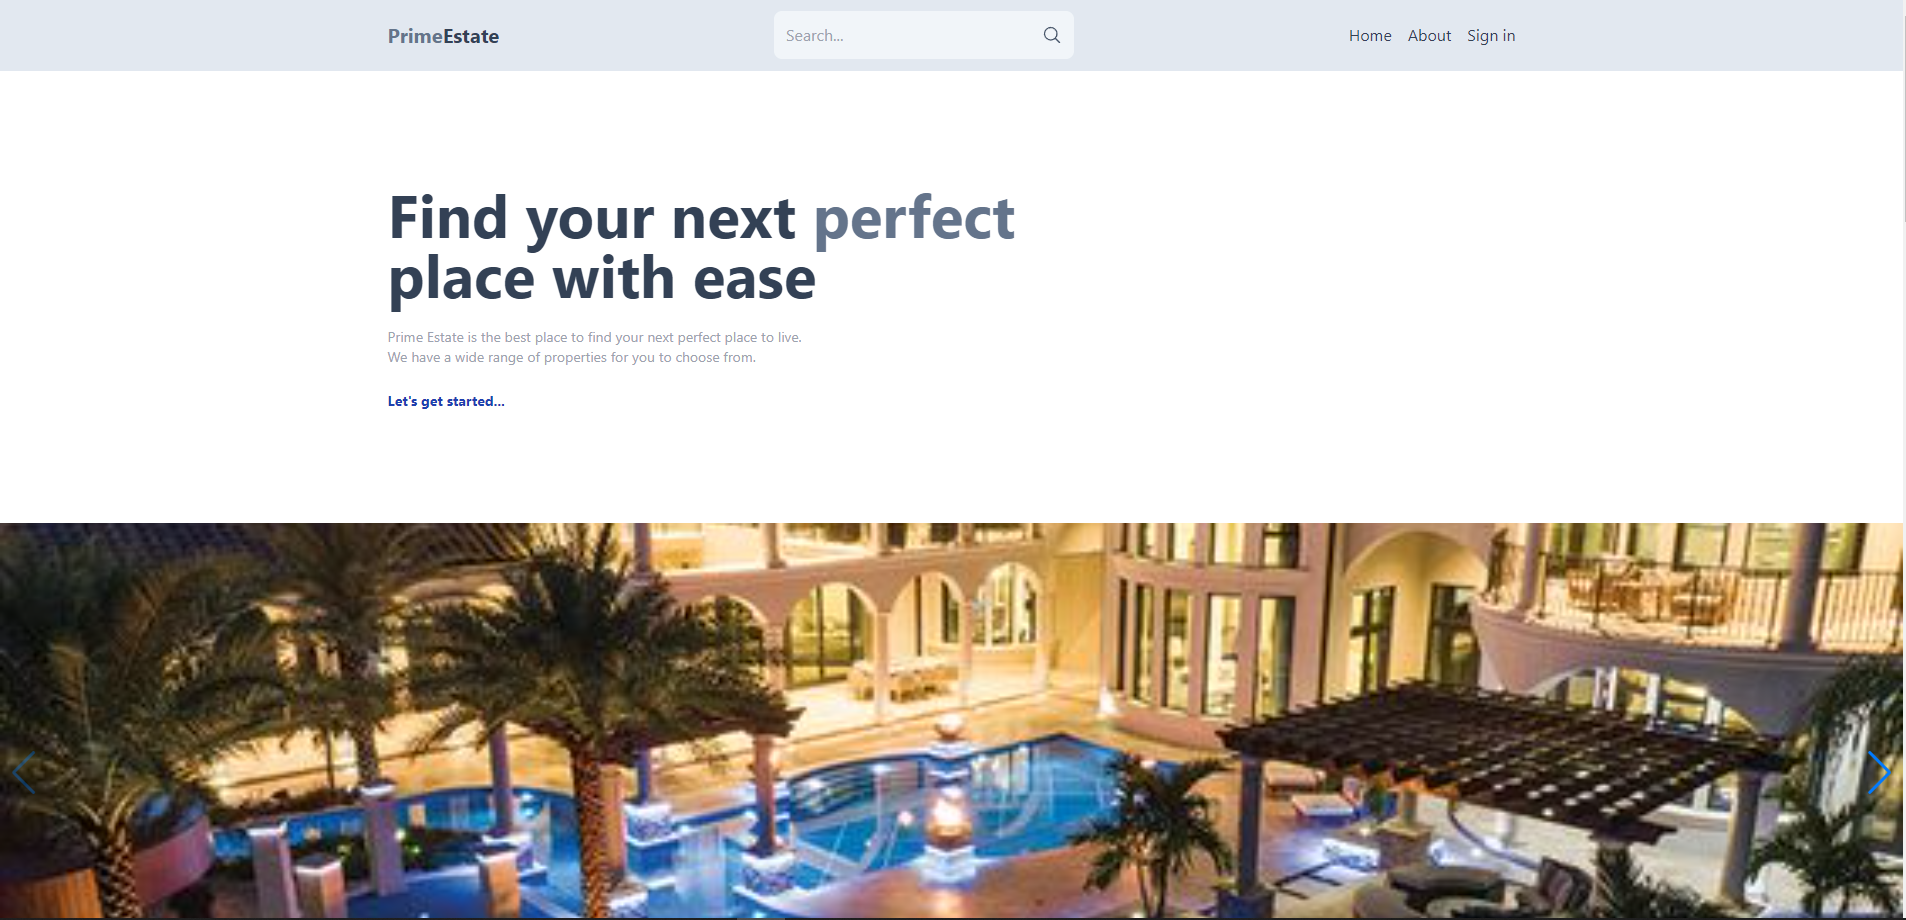 PrimeEstate
Search...
Home About Sign in
Find your next perfect
place with ease
Prime Estate is the best place to find your next perfect place to live.
We have a wide range of properties for you to choose from.
Let's get started...